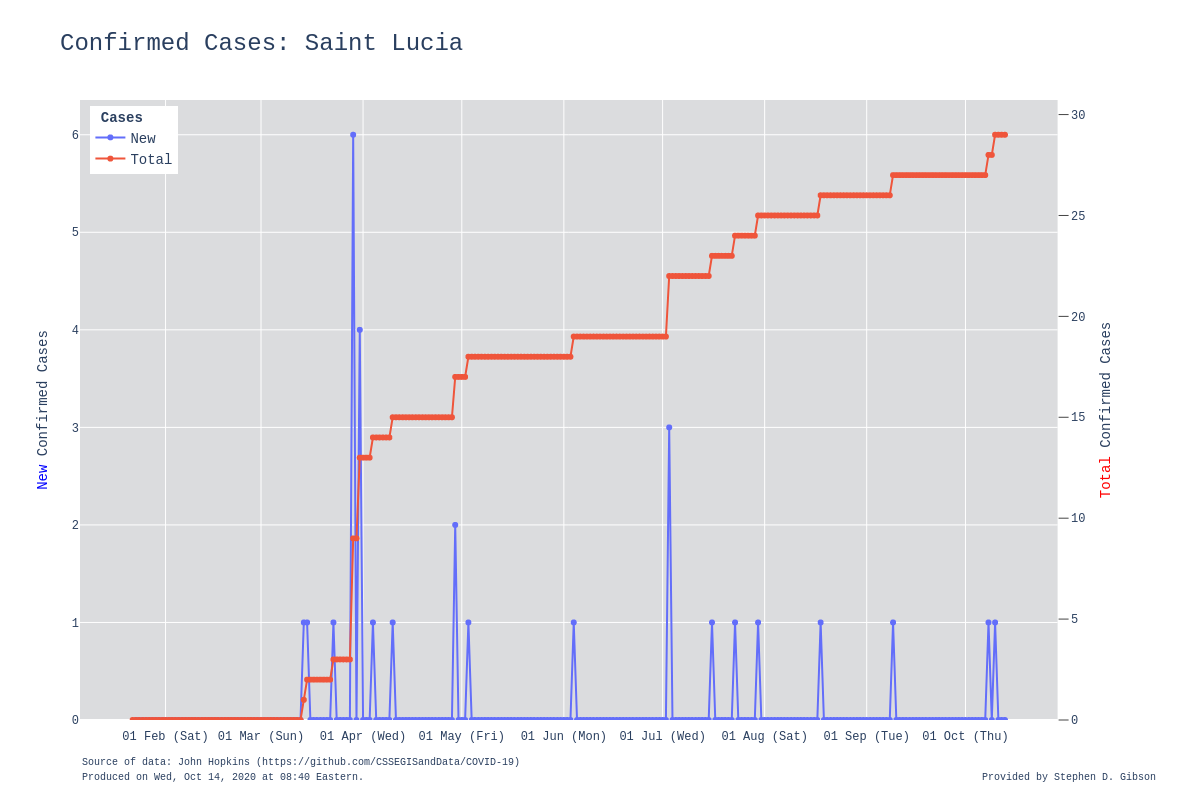 Confirmed Cases: Saint Lucia
Cases
New
Total
6
5
4
3
2
1
0
New Confirmed Cases
30
25
20
15
10
5
0
Total Confirmed Cases
01 Feb (Sat) 01 Mar (Sun) 01 Apr (Wed) 01 May (Fri) 01 Jun (Mon) 01 Jul (Wed) 01 Aug (Sat) 01 Sep (Tue) 01 Oct (Thu)
Source of data: John Hopkins (https://github.com/CSSEGISandData/COVID-19)
Produced on Wed, Oct 14, 2020 at 08:40 Eastern.
Provided by Stephen D. Gibson